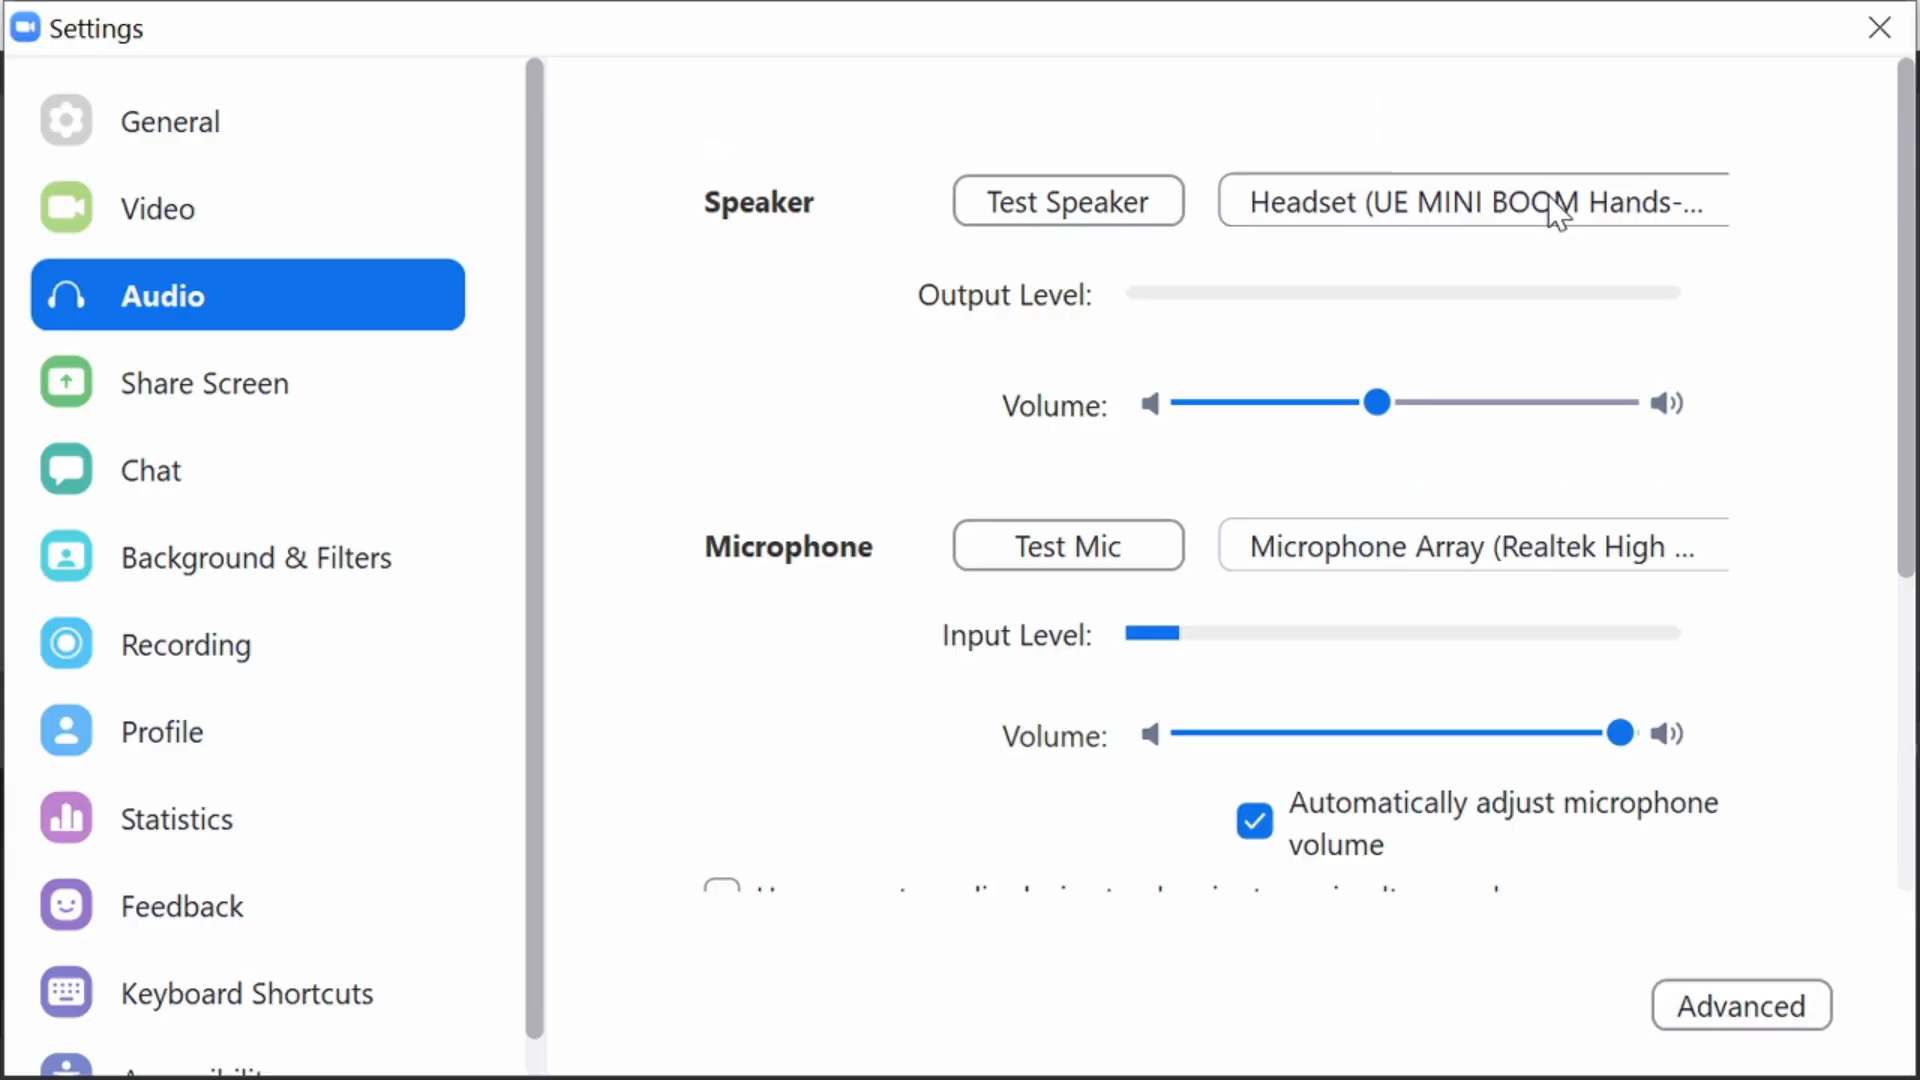 Settings
General
Video
Audio
Share Screen
Chat
Background & Filters
Recording
Profile
Statistics
Feedback
Keyboard Shortcuts
Speaker
Test Speaker
Headset (UE MINI BOOM Hands-...
Output Level:
Volume:
Microphone
Test Mic
Microphone Array (Realtek High ...
Input Level:
Volume:
Automatically adjust microphone
volume
Advanced